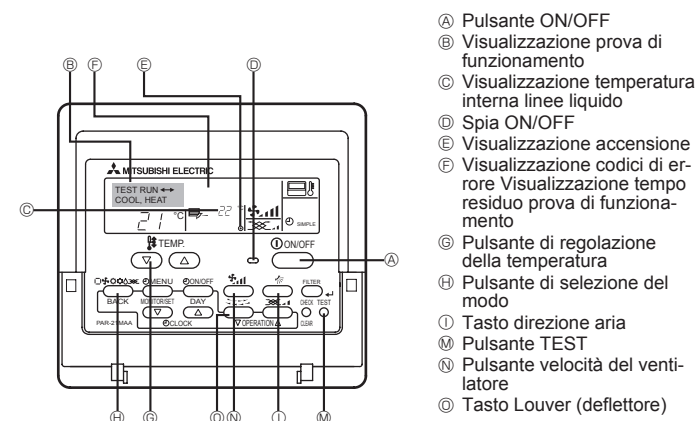 Ⓑ Ⓕ Ⓔ Ⓓ
MITSUBISHI ELECTRIC
TEST RUN
COOL, HEAT
Ⓒ
21 °C
22 °C
SIMPLE
TEMP.
ON/OFF
Ⓐ
MENU
ON/OFF
FILTER
BACK
MONITOR/SET
DAY
CHECK TEST
PAR-21MAA
CLOCK
OPERATION
CLEAR
Ⓗ Ⓖ Ⓞ Ⓝ Ⓘ Ⓜ
Ⓐ Pulsante ON/OFF
Ⓑ Visualizzazione prova di
funzionamento
Ⓒ Visualizzazione temperatura
interna linee liquido
Ⓓ Spia ON/OFF
Ⓔ Visualizzazione accensione
Ⓕ Visualizzazione codici di er-
rore Visualizzazione tempo
residuo prova di funziona-
mento
Ⓖ Pulsante di regolazione
della temperatura
Ⓗ Pulsante di selezione del
modo
Ⓘ Tasto direzione aria
Ⓜ Pulsante TEST
Ⓝ Pulsante velocità del venti-
latore
Ⓞ Tasto Louver (deflettore)